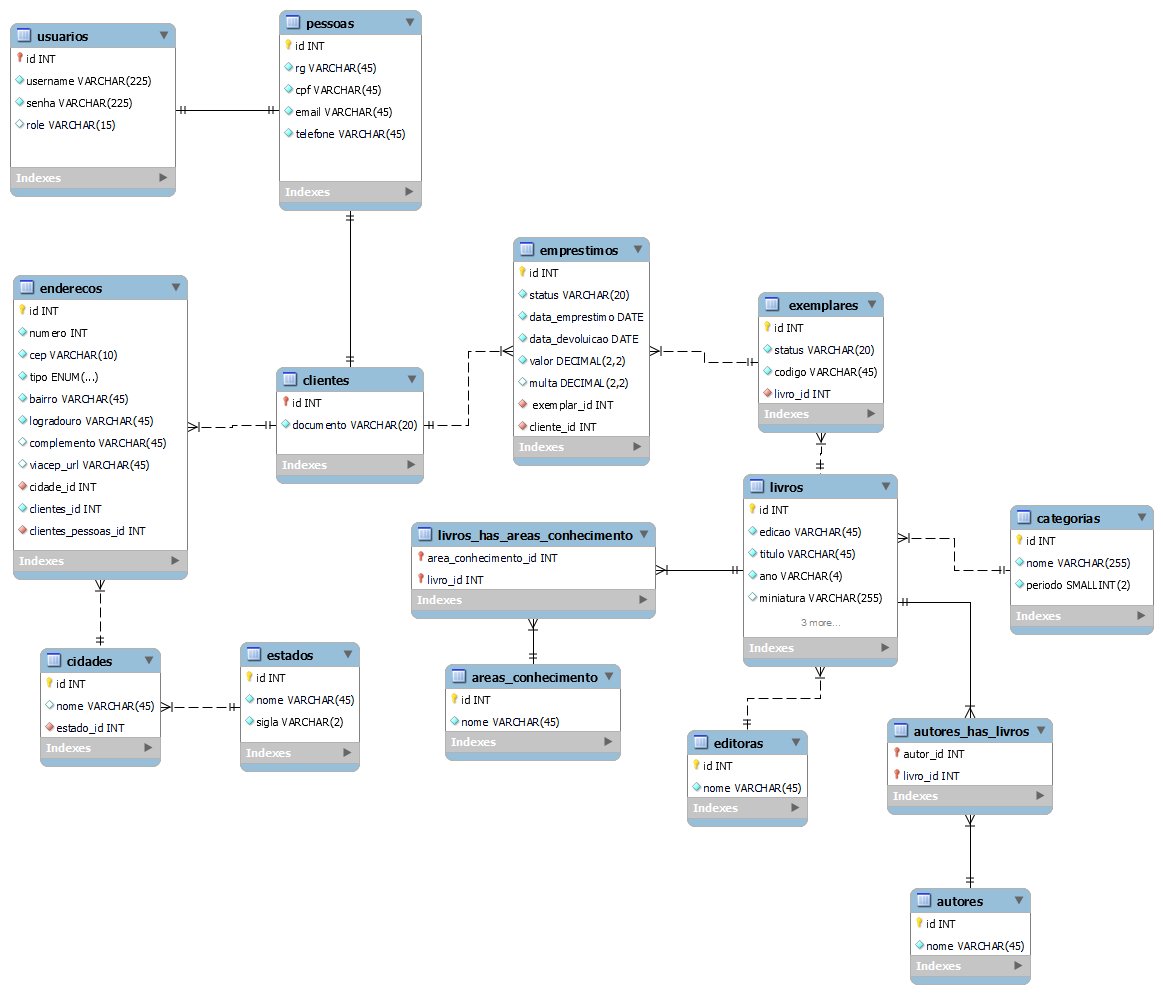 usuarios
id INT
username VARCHAR(225)
senha VARCHAR(225)
role VARCHAR(15)
Indexes
pessoas
id INT
rg VARCHAR(45)
cpf VARCHAR(45)
email VARCHAR(45)
telefone VARCHAR(45)
Indexes
enderecos
id INT
numero INT
cep VARCHAR(10)
tipo ENUM(...)
bairro VARCHAR(45)
logradouro VARCHAR(45)
complemento VARCHAR(45)
viacep_url VARCHAR(45)
cidade_id INT
clientes_id INT
clientes_pessoas_id INT
Indexes
clientes
id INT
documento VARCHAR(20)
Indexes
emprestimos
id INT
status VARCHAR(20)
data_emprestimo DATE
data_devoluicao DATE
valor DECIMAL(2,2)
multa DECIMAL(2,2)
exemplar_id INT
cliente_id INT
Indexes
exemplares
id INT
status VARCHAR(20)
codigo VARCHAR(45)
livro_id INT
Indexes
livros
id INT
edicao VARCHAR(45)
titulo VARCHAR(45)
ano VARCHAR(4)
miniatura VARCHAR(255)
3 more...
Indexes
categorias
id INT
nome VARCHAR(255)
periodo SMALLINT(2)
Indexes
livros_has_areas_conhecimento
area_conhecimento_id INT
livro_id INT
Indexes
cidades
id INT
nome VARCHAR(45)
estado_id INT
Indexes
estados
id INT
nome VARCHAR(45)
sigla VARCHAR(2)
Indexes
areas_conhecimento
id INT
nome VARCHAR(45)
Indexes
editoras
id INT
nome VARCHAR(45)
Indexes
autores_has_livros
autor_id INT
livro_id INT
Indexes
autores
id INT
nome VARCHAR(45)
Indexes